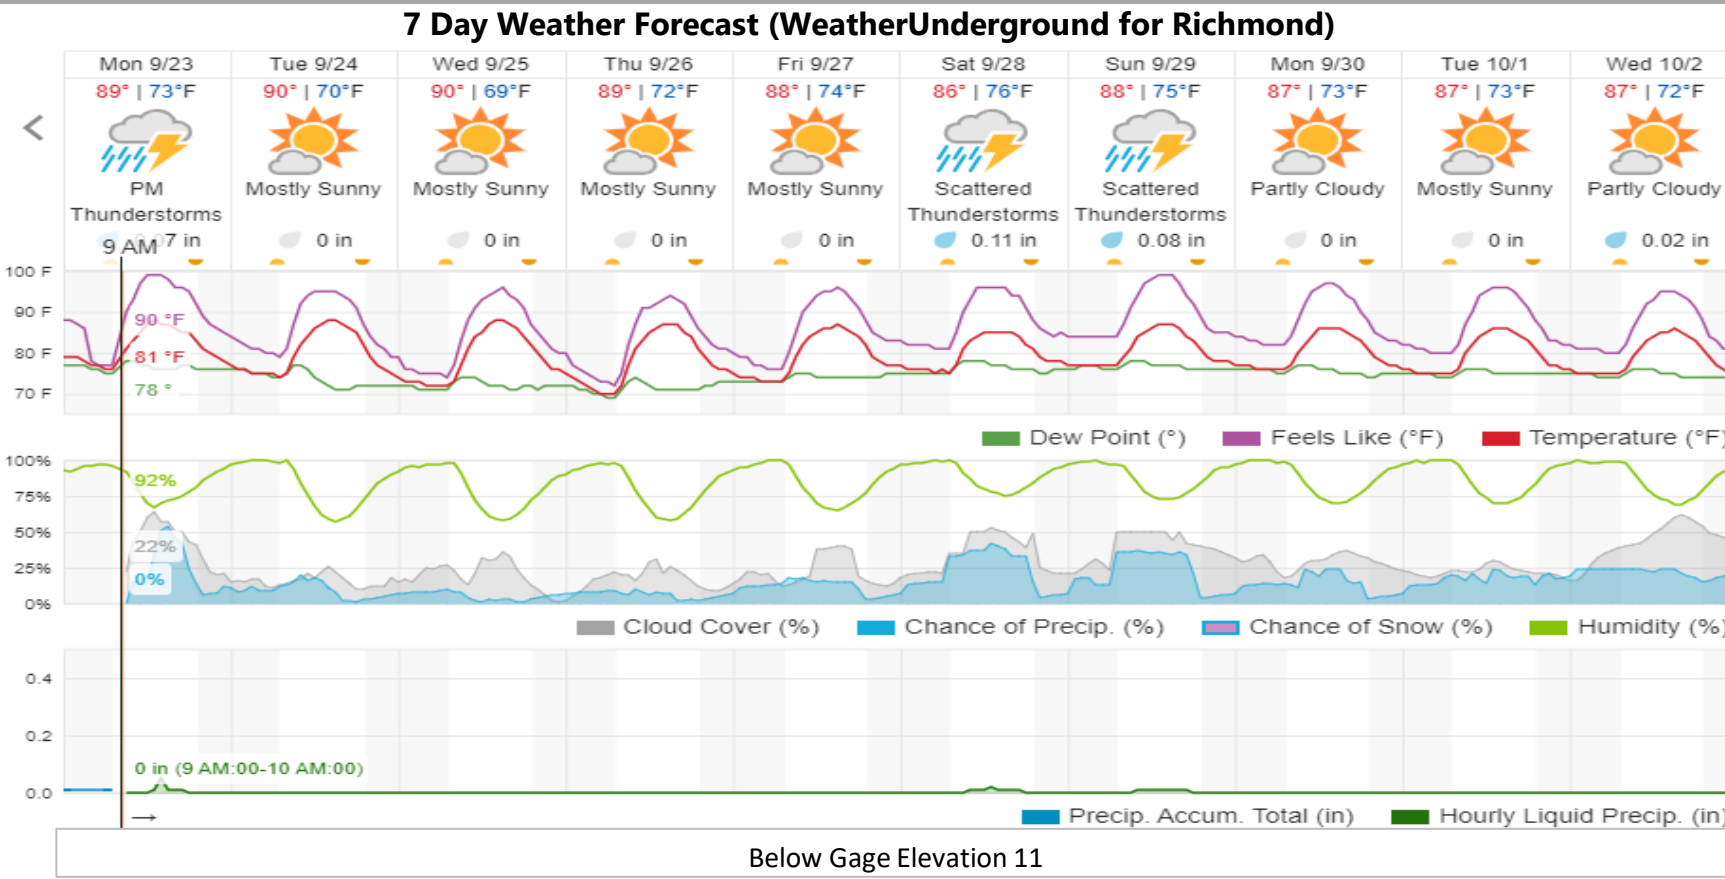 7 Day Weather Forecast (WeatherUnderground for Richmond)
Mon 9/23 Tue 9/24 Wed 9/25 Thu 9/26 Fri 9/27 Sat 9/28 Sun 9/29 Mon 9/30 Tue 10/1 Wed 10/2
89° | 73°F 90° | 70°F 90° | 69°F 89° | 72°F 88° | 74°F 86° | 76°F 88° | 75°F 87° | 73°F 87° | 73°F 87° | 72°F
<
PM Mostly Sunny Mostly Sunny Mostly Sunny Mostly Sunny Scattered Scattered Partly Cloudy Mostly Sunny Partly Cloudy
Thunderstorms Thunderstorms Thunderstorms
0.07 in 0 in 0 in 0 in 0 in 0.11 in 0.08 in 0 in 0 in 0.02 in
9 AM
100 F
90 F
90 °F
80 F
81 °F
70 F
78 °
Dew Point (°) Feels Like (°F) Temperature (°F)
100%
92%
75%
50%
22%
25%
0%
0%
Cloud Cover (%) Chance of Precip. (%) Chance of Snow (%) Humidity (%)
0.4
0.2
0 in (9 AM:00-10 AM:00)
0.0
→
Precip. Accum. Total (in) Hourly Liquid Precip. (in)
Below Gage Elevation 11